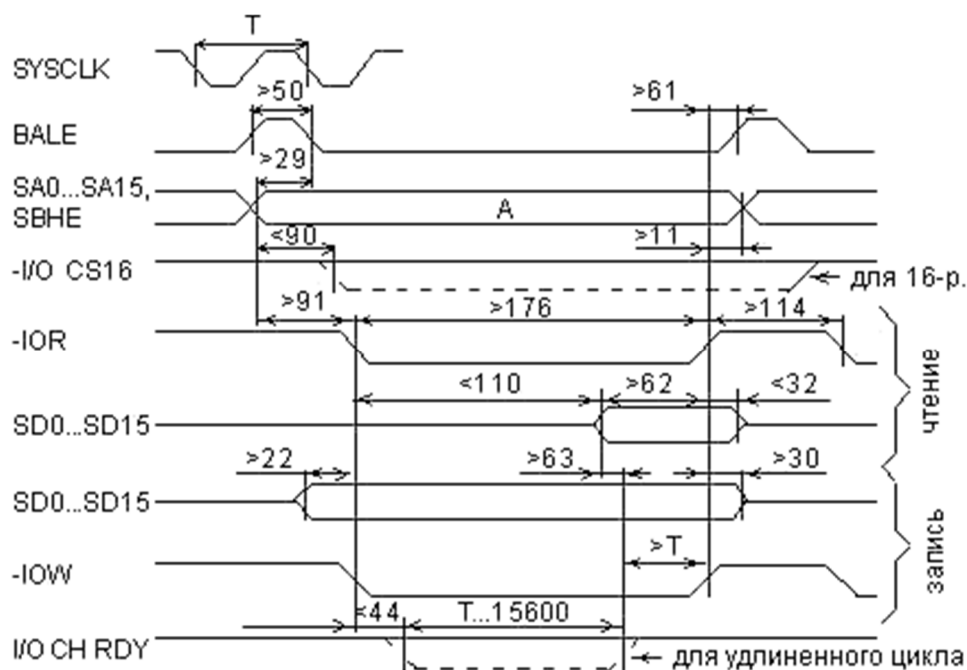 T
SYSCLK
>50
>61
BALE
>29
SA0...SA15,
SBHE
A
<90
>11
-I/O CS16
для 16-р.
>91
>176
>114
-IOR
<110
>62
<32
SD0...SD15
чтение
>22
>63
>30
SD0...SD15
>T
-IOW
запись
<44
T...15600
I/O CH RDY
для удлиненного цикла